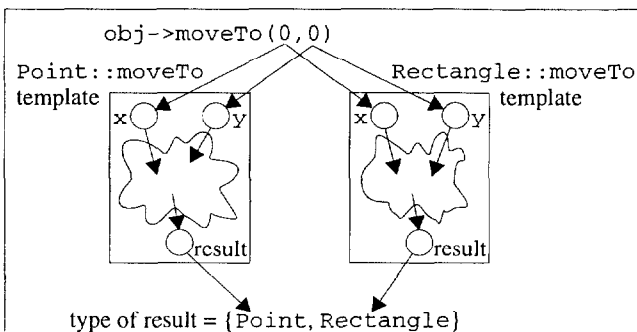 obj->moveTo(0,0)
Point::moveTo
template
Rectangle::moveTo
template
x
y
x
y
result
result
type of result = {Point, Rectangle}